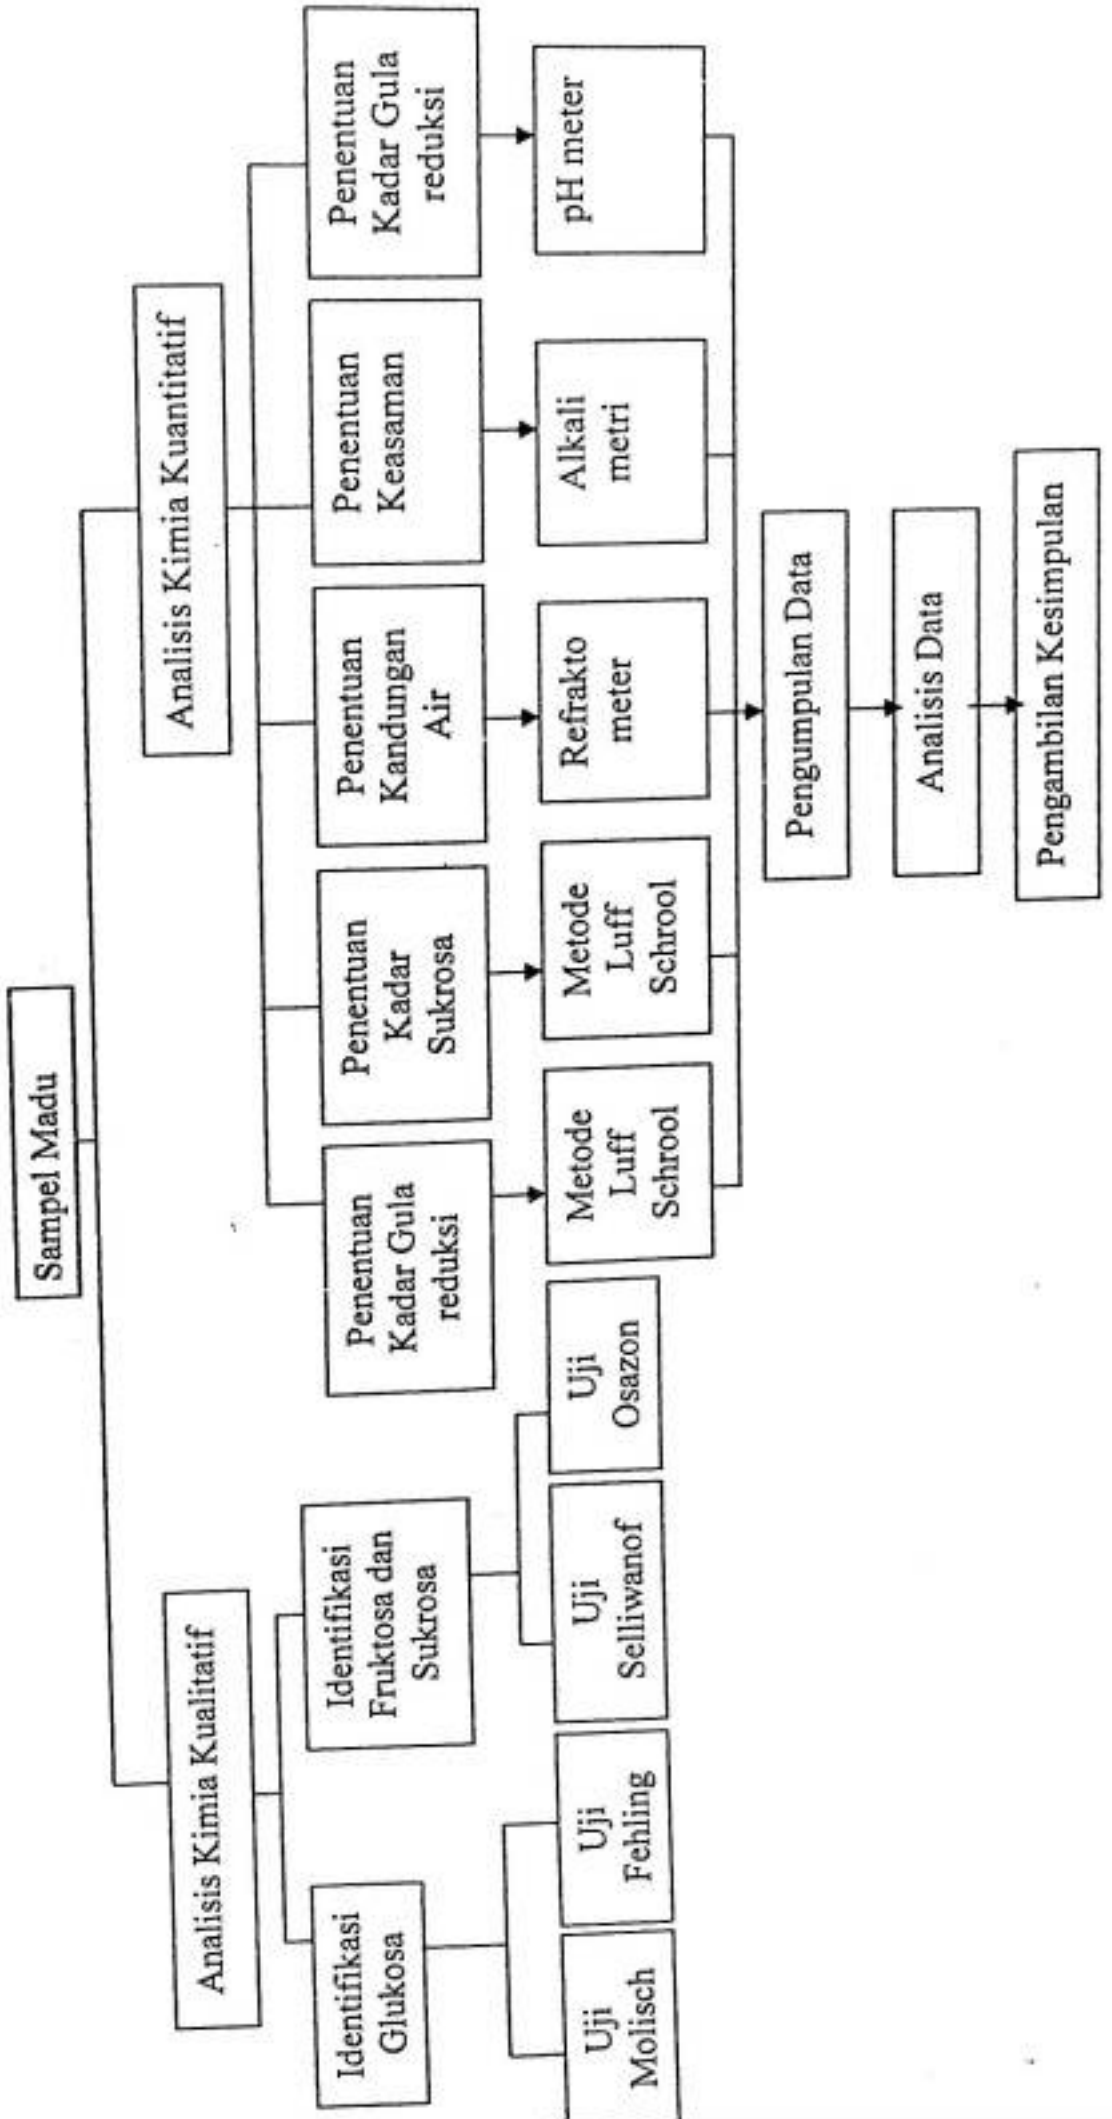 Sampel Madu
Analisis Kimia Kualitatif
Analisis Kimia Kuantitatif
Identifikasi
Glukosa
Identifikasi
Fruktosa dan
Sukrosa
Penentuan
Kadar Gula
reduksi
Penentuan
Kadar
Sukrosa
Penentuan
Kandungan
Air
Penentuan
Keasaman
Penentuan
Kadar Gula
reduksi
Uji
Molisch
Uji
Fehling
Uji
Selliwanof
Uji
Osazon
Metode
Luff
Schrool
Metode
Luff
Schrool
Refrakto
meter
Alkali
metri
pH meter
Pengumpulan Data
Analisis Data
Pengambilan Kesimpulan